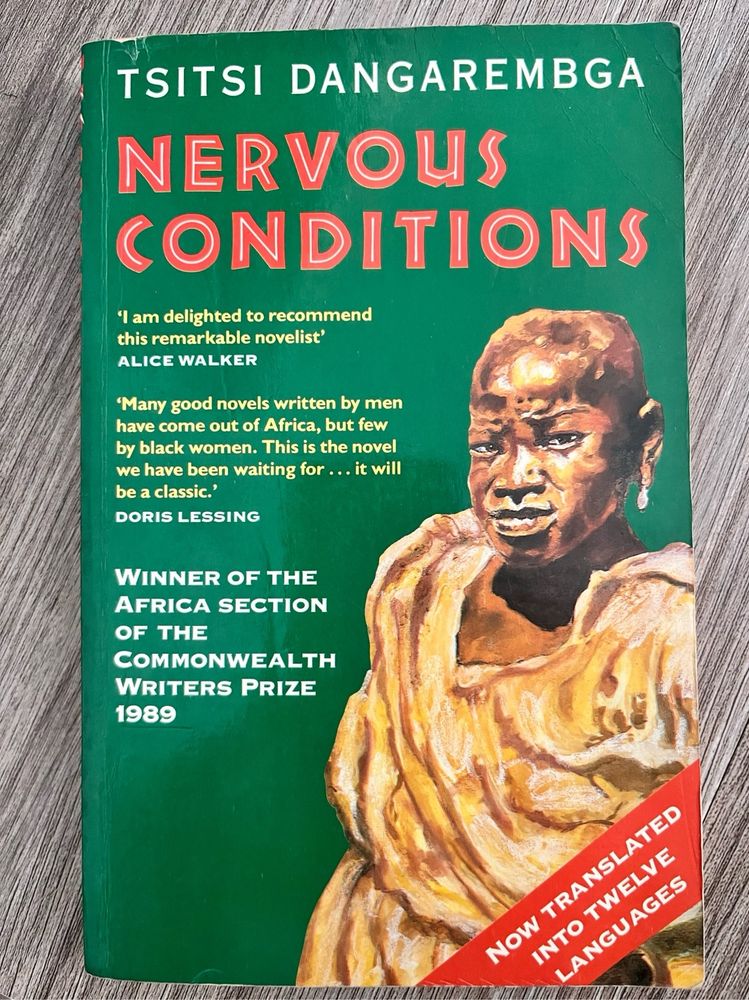 TSITSI DANGAREMBGA
NERVOUS
CONDITIONS
‘I am delighted to recommend
this remarkable novelist’
ALICE WALKER
‘Many good novels written by men
have come out of Africa, but few
by black women. This is the novel
we have been waiting for . . . it will
be a classic.’
DORIS LESSING
WINNER OF THE
AFRICA SECTION
OF THE
COMMONWEALTH
WRITERS PRIZE
1989
NOW TRANSLATED
INTO TWELVE
LANGUAGES